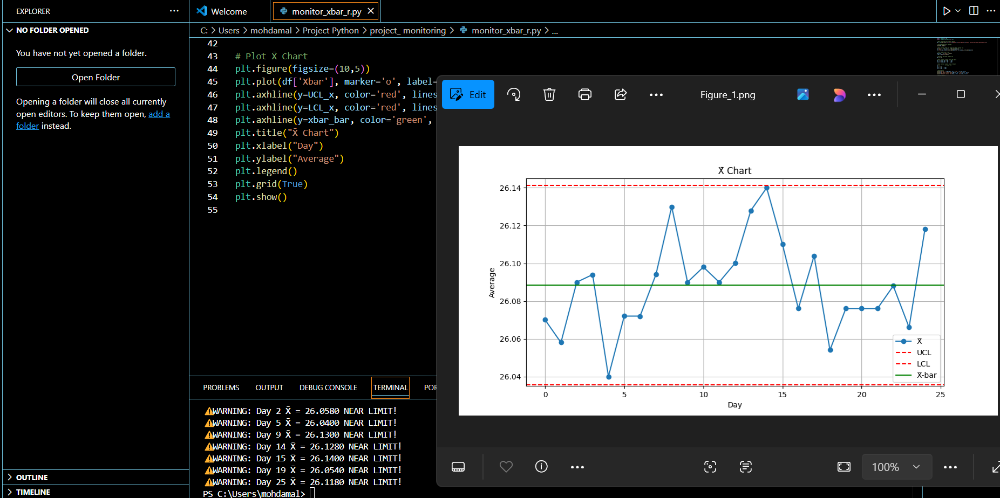 EXPLORER
NO FOLDER OPENED
You have not yet opened a folder.
Open Folder
Opening a folder will close all currently
open editors. To keep them open, add a
folder instead.
OUTLINE
TIMELINE
Welcome
monitor_xbar_r.py
C: > Users > mohdamal > Project Python > project_ monitoring > monitor_xbar_r.py > ...
42
43 # Plot X̄ Chart
44 plt.figure(figsize=(10,5))
45 plt.plot(df['Xbar'], marker='o', label=
46 plt.axhline(y=UCL_x, color='red', lines
47 plt.axhline(y=LCL_x, color='red', lines
48 plt.axhline(y=xbar_bar, color='green',
49 plt.title("X̄ Chart")
50 plt.xlabel("Day")
51 plt.ylabel("Average")
52 plt.legend()
53 plt.grid(True)
54 plt.show()
55
PROBLEMS
OUTPUT
DEBUG CONSOLE
TERMINAL
POR
⚠WARNING: Day 2 X̄ = 26.0580 NEAR LIMIT!
⚠WARNING: Day 5 X̄ = 26.0400 NEAR LIMIT!
⚠WARNING: Day 9 X̄ = 26.1300 NEAR LIMIT!
⚠WARNING: Day 14 X̄ = 26.1280 NEAR LIMIT!
⚠WARNING: Day 15 X̄ = 26.1400 NEAR LIMIT!
⚠WARNING: Day 19 X̄ = 26.0540 NEAR LIMIT!
⚠WARNING: Day 25 X̄ = 26.1180 NEAR LIMIT!
PS C:\Users\mohdamal>
Edit
Figure_1.png
X̄ Chart
26.14
26.12
26.10
26.08
26.06
26.04
Average
0 5 10 15 20 25
Day
X̄
UCL
LCL
X̄-bar
100%